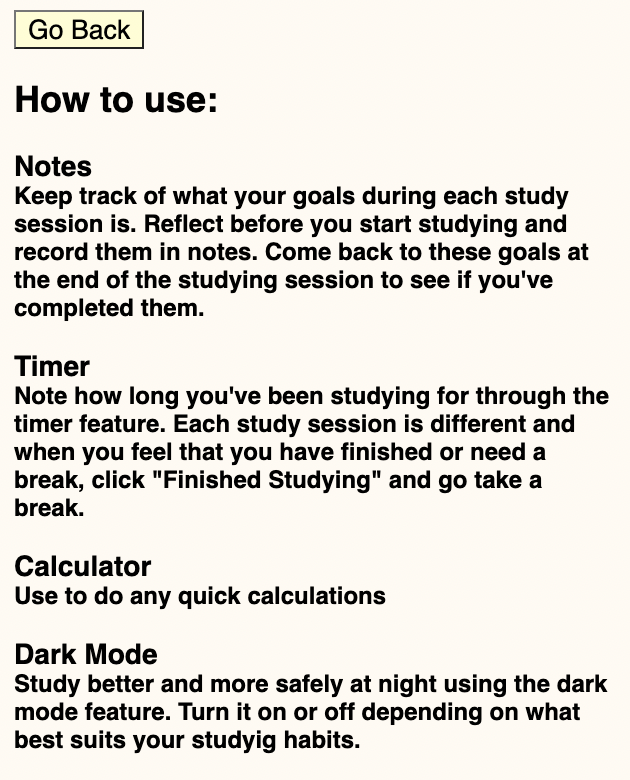 Go Back
How to use:
Notes
Keep track of what your goals during each study
session is. Reflect before you start studying and
record them in notes. Come back to these goals at
the end of the studying session to see if you've
completed them.
Timer
Note how long you've been studying for through the
timer feature. Each study session is different and
when you feel that you have finished or need a
break, click "Finished Studying" and go take a
break.
Calculator
Use to do any quick calculations
Dark Mode
Study better and more safely at night using the dark
mode feature. Turn it on or off depending on what
best suits your studyig habits.